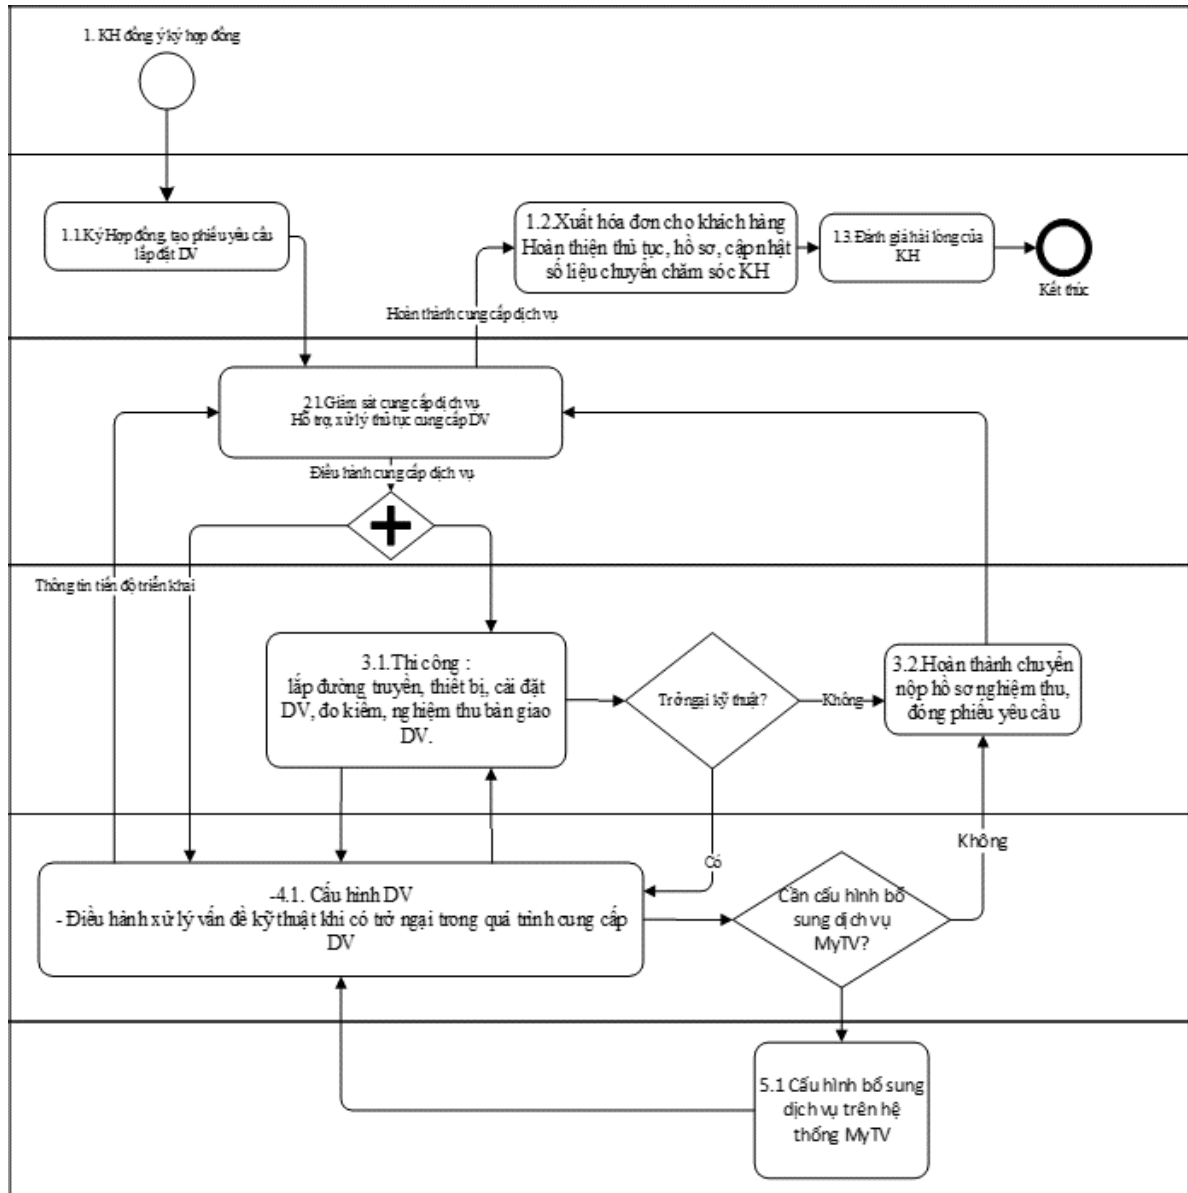 1. KH đồng ý ký hợp đồng
1.1.Ký Hợp đồng, tạo phiếu yêu cầu
lắp đặt DV
1.2.Xuất hóa đơn cho khách hàng
Hoàn thiện thủ tục, hồ sơ, cập nhật
số liệu chuyển chăm sóc KH
1.3.Đánh giá hài lòng của
KH
Kết thúc
Hoàn thành cung cấp dịch vụ
2.1.Giám sát cung cấp dịch vụ
Hỗ trợ, xử lý thủ tục cung cấp DV
Điều hành cung cấp dịch vụ
Thông tin tiến độ triển khai
3.1.Thi công :
lắp đường truyền, thiết bị, cài đặt
DV, đo kiểm, nghiệm thu bàn giao
DV.
Trở ngại kỹ thuật?
Không
3.2.Hoàn thành chuyển
nộp hồ sơ nghiệm thu,
đóng phiếu yêu cầu
Có
Không
-4.1. Cấu hình DV
- Điều hành xử lý vấn đề kỹ thuật khi có trở ngại trong quá trình cung cấp
DV
Cần cấu hình bổ
sung dịch vụ
MyTV?
5.1 Cấu hình bổ sung
dịch vụ trên hệ
thống MyTV